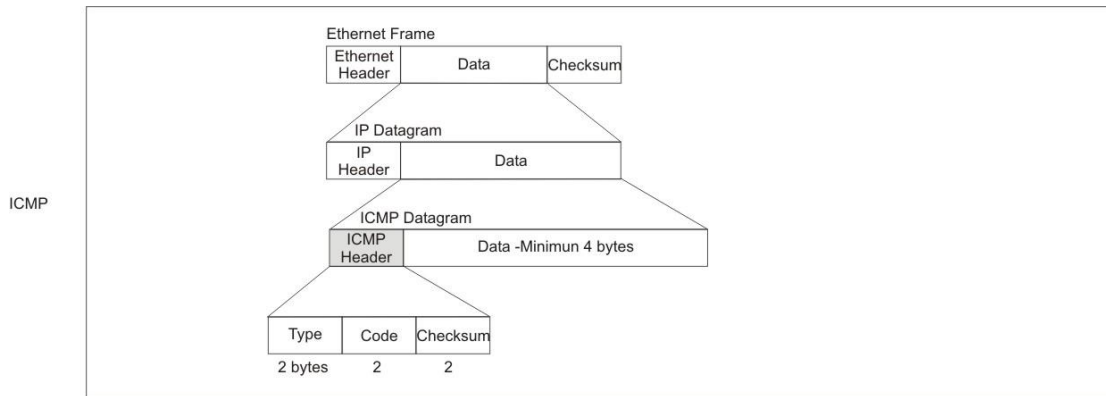 Ethernet Frame
Ethernet
Header
Data
Checksum
IP Datagram
IP
Header
Data
ICMP
ICMP Datagram
ICMP
Header
Data -Minimun 4 bytes
Type
Code
Checksum
2 bytes
2
2